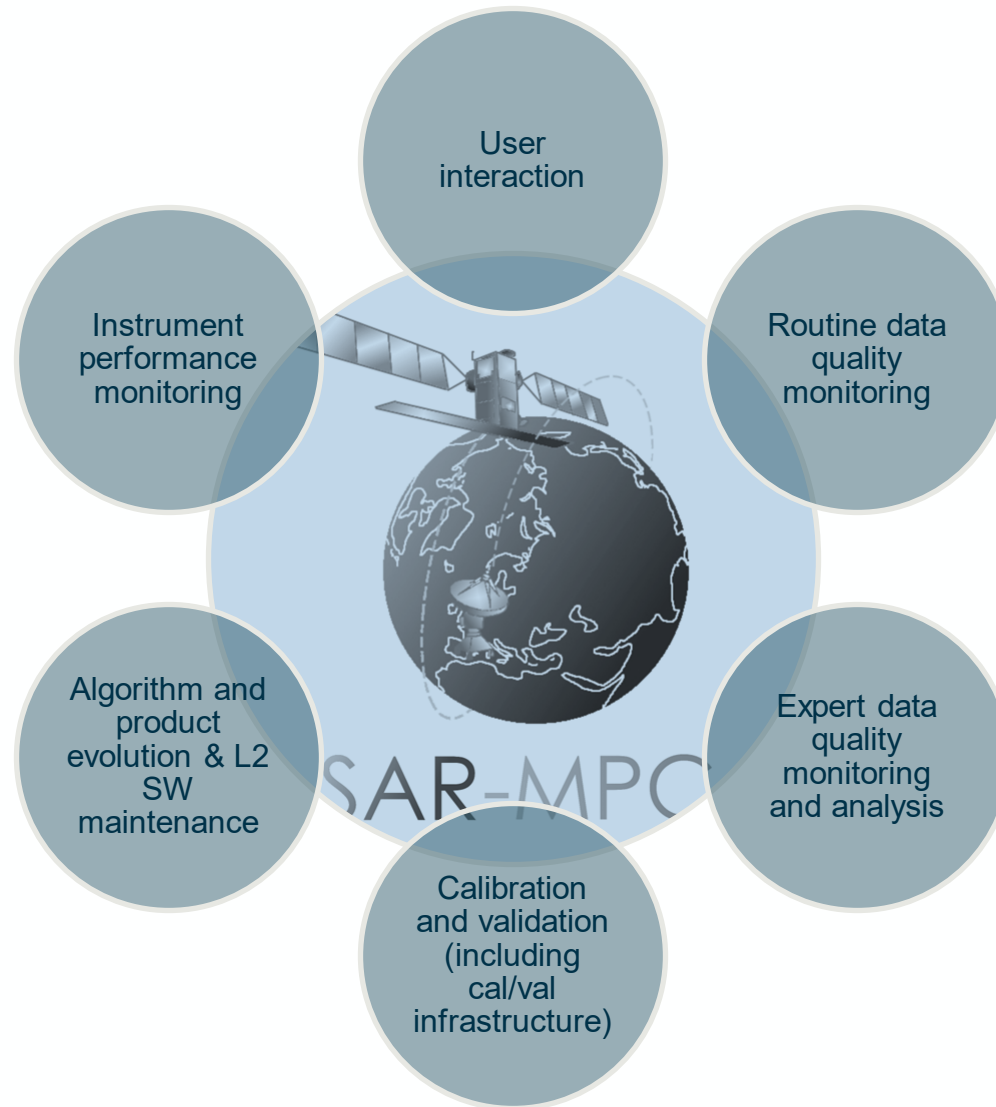 User
interaction
Routine data
quality
monitoring
Expert data
quality
monitoring
and analysis
Calibration
and validation
(including
cal/val
infrastructure)
Algorithm and
product
evolution & L2
SW
maintenance
Instrument
performance
monitoring
SAR-MPC